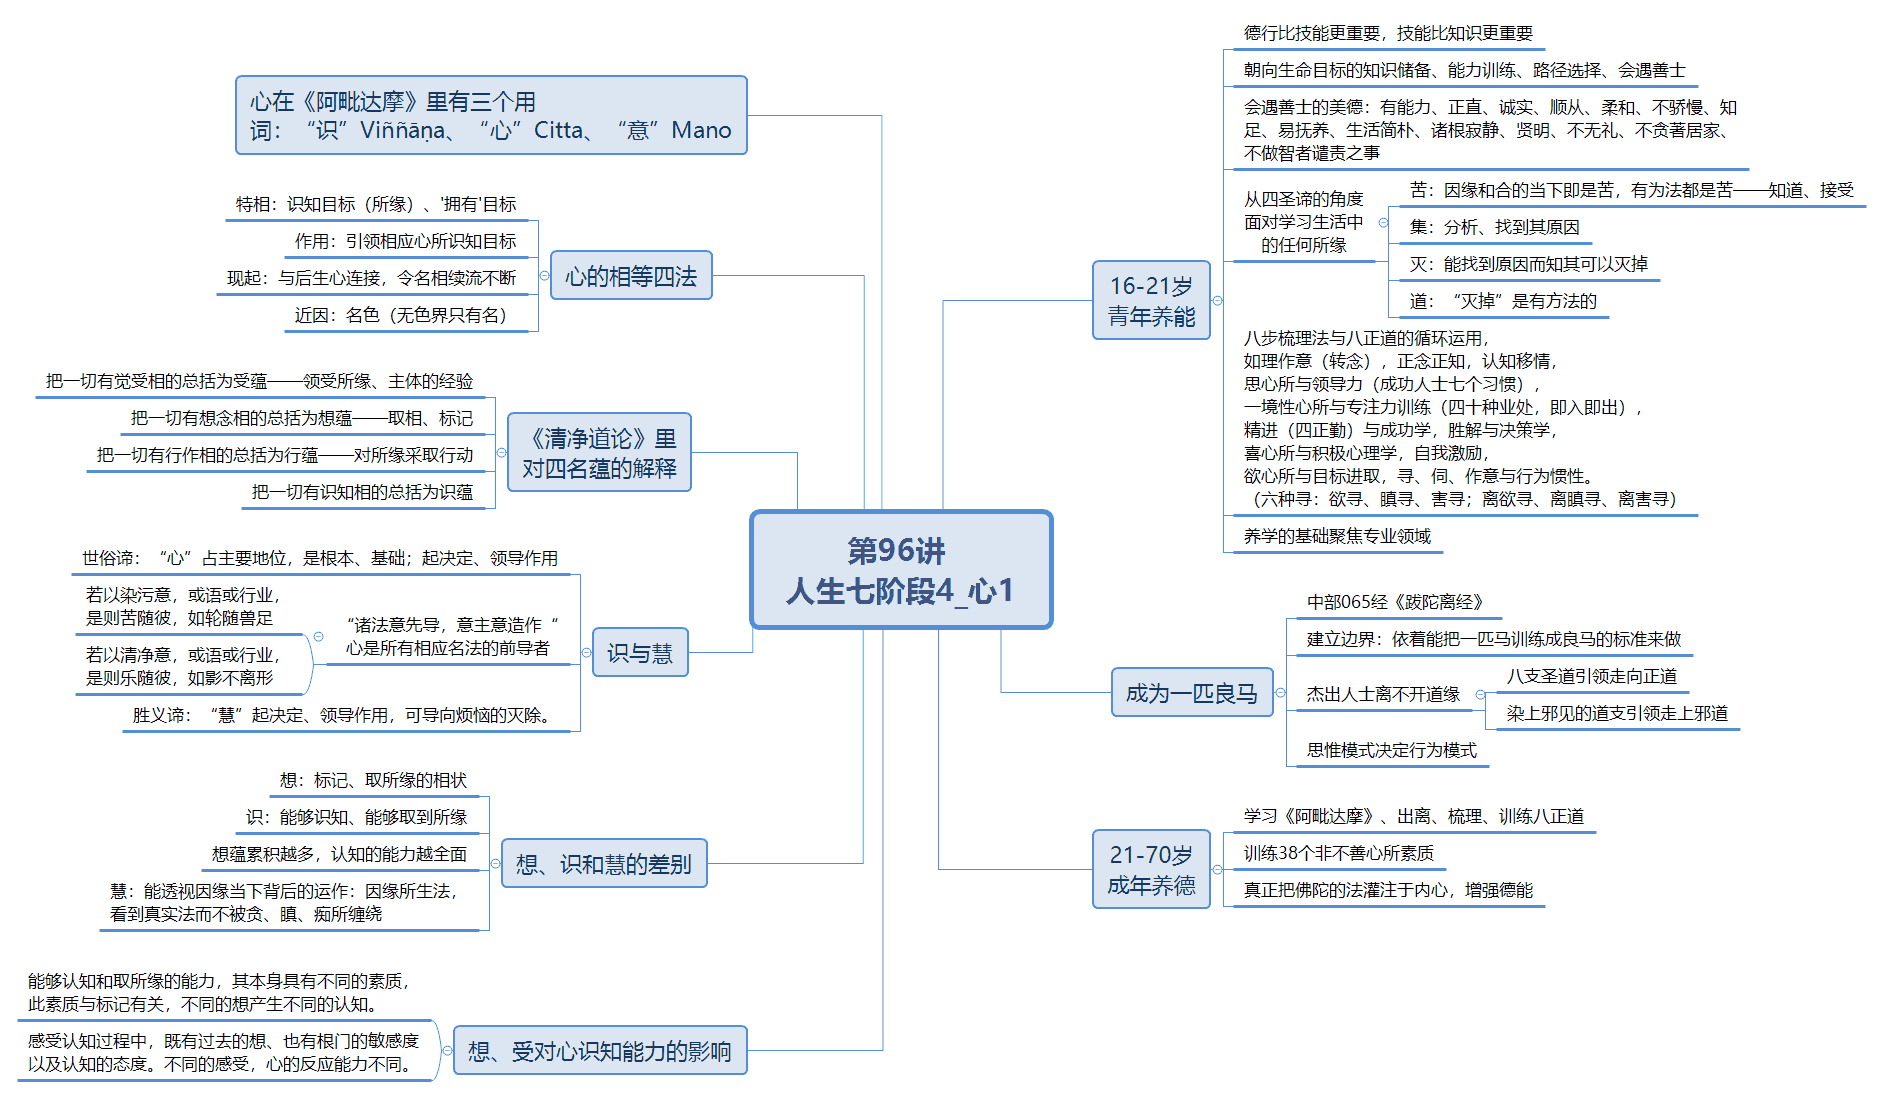 第96讲
人生七阶段4_心1
16-21岁
青年养能
德行比技能更重要，技能比知识更重要
朝向生命目标的知识储备、能力训练、路径选择、会遇善士
会遇善士的美德：有能力、正直、诚实、顺从、柔和、不骄慢、知
足、易抚养、生活简朴、诸根寂静、贤明、不无礼、不贪著居家、
不做智者谴责之事
从四圣谛的角度
面对学习生活中
的任何所缘
苦：因缘和合的当下即是苦，有为法都是苦——知道、接受
集：分析、找到其原因
灭：能找到原因而知其可以灭掉
道：“灭掉”是有方法的
八步梳理法与八正道的循环运用，
如理作意（转念），正念正知，认知移情，
思心所与领导力（成功人士七个习惯），
一境性心所与专注力训练（四十种业处，即入即出），
精进（四正勤）与成功学，胜解与决策学，
喜心所与积极心理学，自我激励，
欲心所与目标进取，寻、伺、作意与行为惯性。
（六种寻：欲寻、瞋寻、害寻；离欲寻、离瞋寻、离害寻）
养学的基础聚焦专业领域
成为一匹良马
中部065经《跋陀离经》
建立边界：依着能把一匹马训练成良马的标准来做
杰出人士离不开道缘
八支圣道引领走向正道
染上邪见的道支引领走上邪道
思惟模式决定行为模式
21-70岁
成年养德
学习《阿毗达摩》、出离、梳理、训练八正道
训练38个非不善心所素质
真正把佛陀的法灌注于内心，增强德能
心在《阿毗达摩》里有三个用
词：“识”Viññāṇa、“心”Citta、“意”Mano
心的相等四法
特相：识知目标（所缘）、'拥有'目标
作用：引领相应心所识知目标
现起：与后生心连接，令名相续流不断
近因：名色（无色界只有名）
《清净道论》里
对四名蕴的解释
把一切有觉受相的总括为受蕴——领受所缘、主体的经验
把一切有想念相的总括为想蕴——取相、标记
把一切有行作相的总括为行蕴——对所缘采取行动
把一切有识知相的总括为识蕴
识与慧
世俗谛：“心”占主要地位，是根本、基础；起决定、领导作用
“诸法意先导，意主意造作“
心是所有相应名法的前导者
若以染污意，或语或行业，
是则苦随彼，如轮随兽足
若以清净意，或语或行业，
是则乐随彼，如影不离形
胜义谛：“慧”起决定、领导作用，可导向烦恼的灭除。
想、识和慧的差别
想：标记、取所缘的相状
识：能够识知、能够取到所缘
想蕴累积越多，认知的能力越全面
慧：能透视因缘当下背后的运作：因缘所生法，
看到真实法而不被贪、瞋、痴所缠绕
想、受对心识知能力的影响
能够认知和取所缘的能力，其本身具有不同的素质，
此素质与标记有关，不同的想产生不同的认知。
感受认知过程中，既有过去的想、也有根门的敏感度
以及认知的态度。不同的感受，心的反应能力不同。